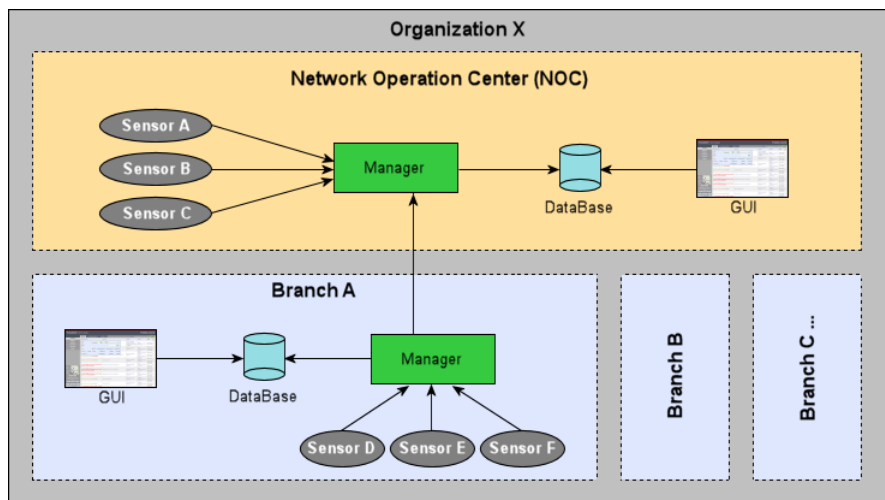 Organization X
Network Operation Center (NOC)
Sensor A
Sensor B
Sensor C
Manager
DataBase
GUI
Branch A
GUI
DataBase
Manager
Sensor D
Sensor E
Sensor F
Branch B
Branch C ...